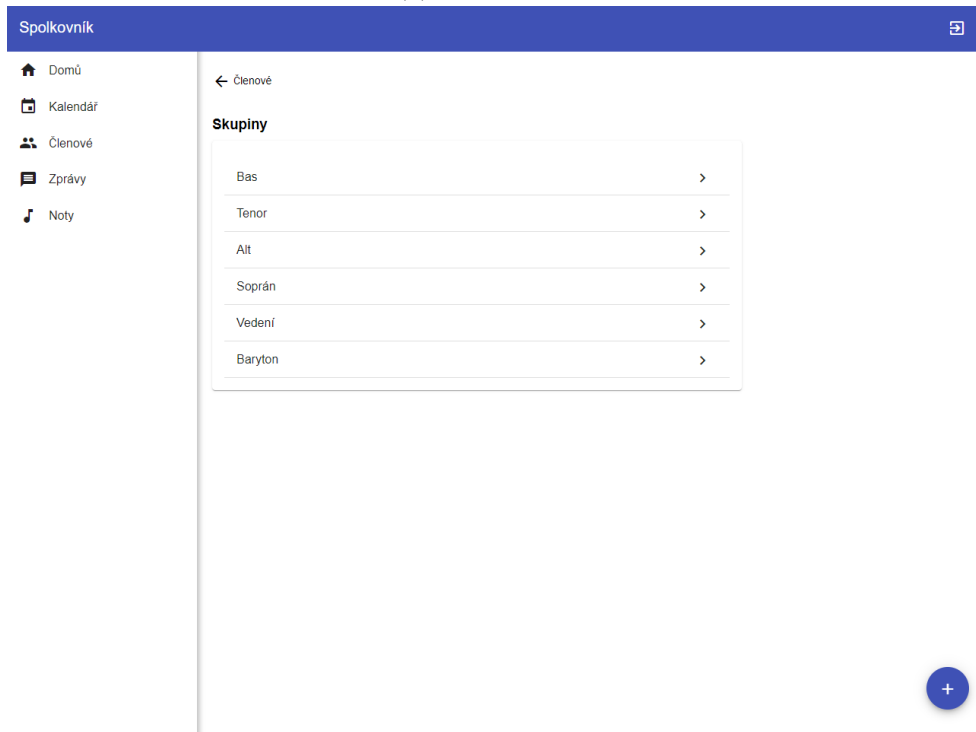 Spolkovník
Domů
Kalendář
Členové
Zprávy
Noty
Členové
Skupiny
Bas
Tenor
Alt
Soprán
Vedení
Baryton